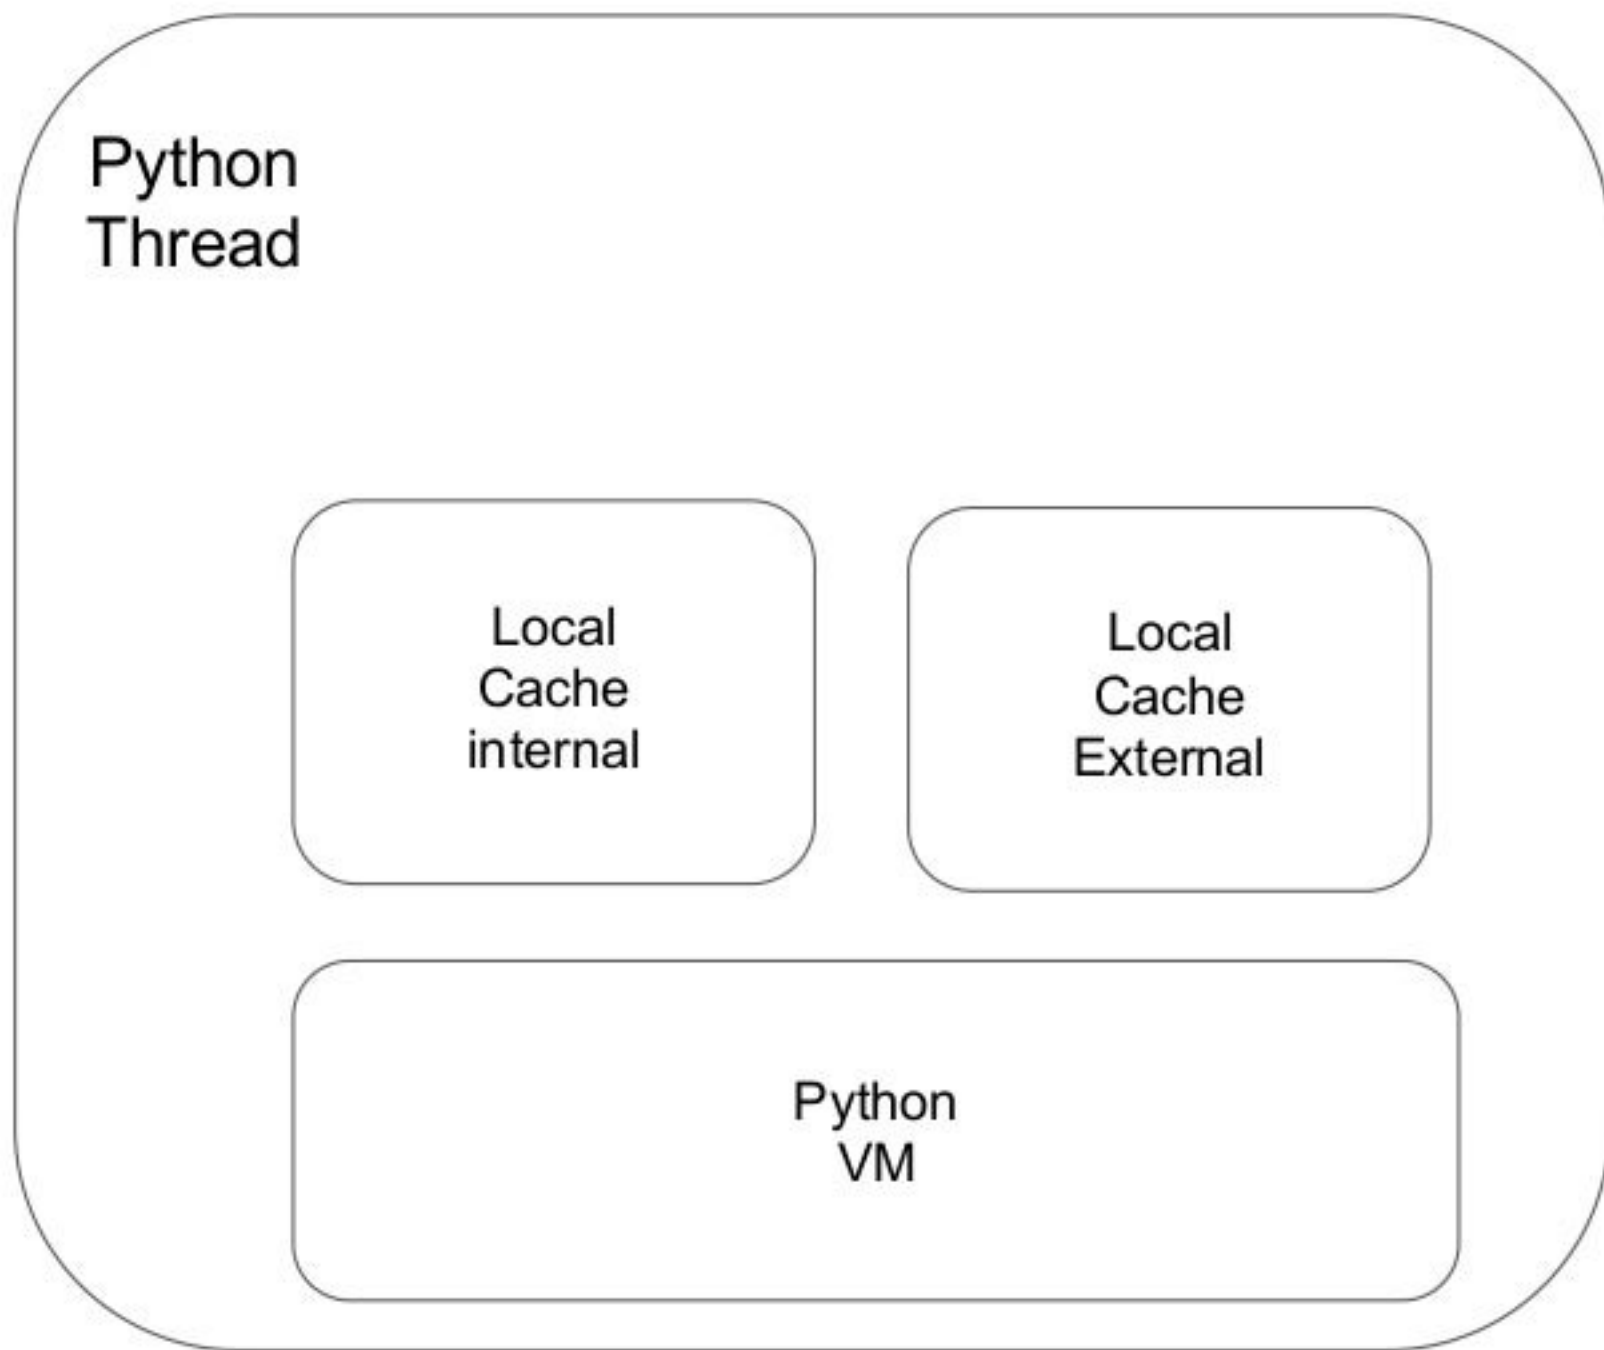 Python
Thread
Local
Cache
internal
Local
Cache
External
Python
VM